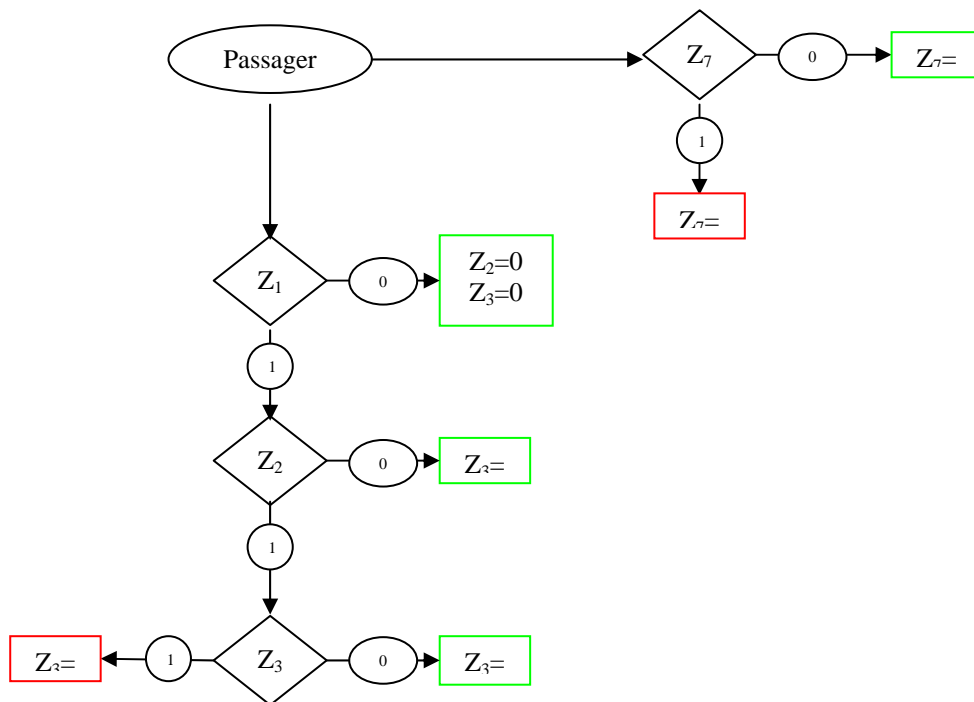 Passager
Z₇
0
Z₇=
1
Z₇=
Z₁
0
Z₂=0
Z₃=0
1
Z₂
0
Z₃=
1
Z₃=
1
Z₃
0
Z₃=